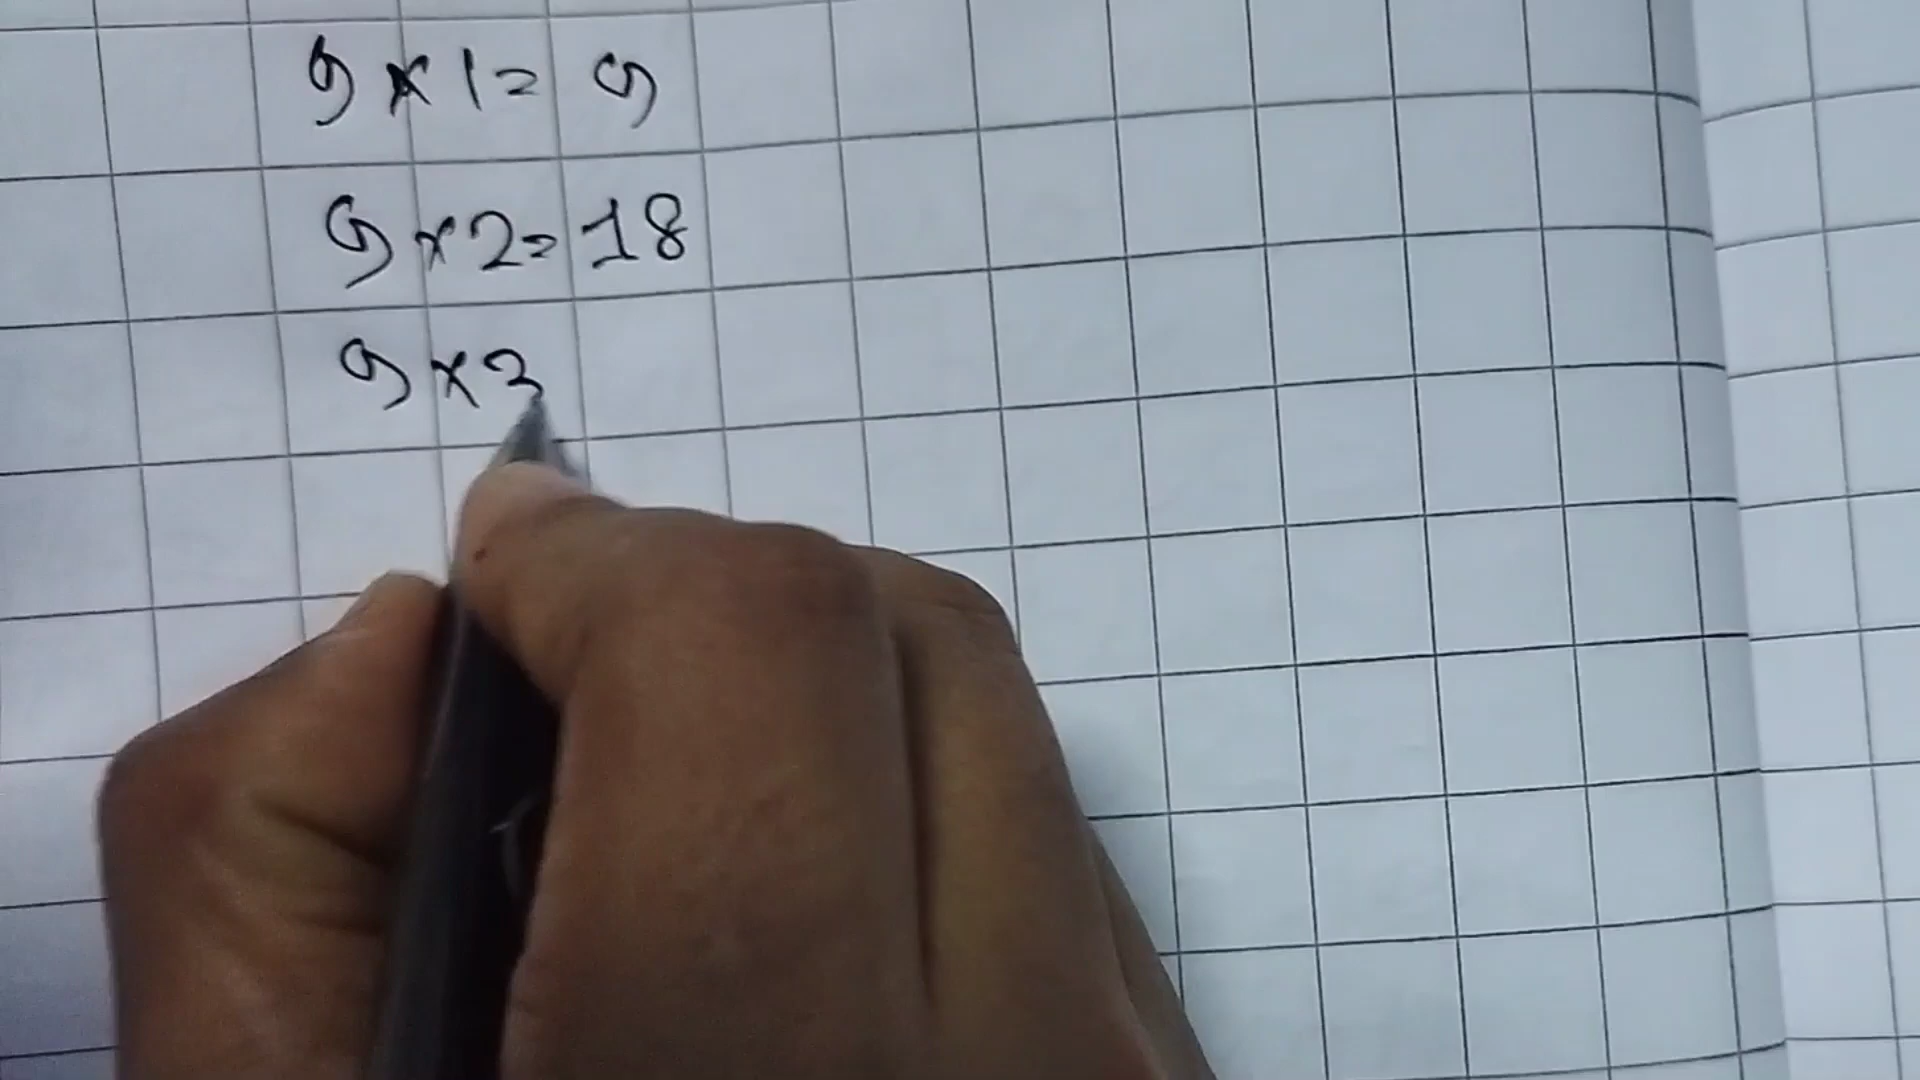 9 × 1 = 9
9 × 2 = 18
9 × 3